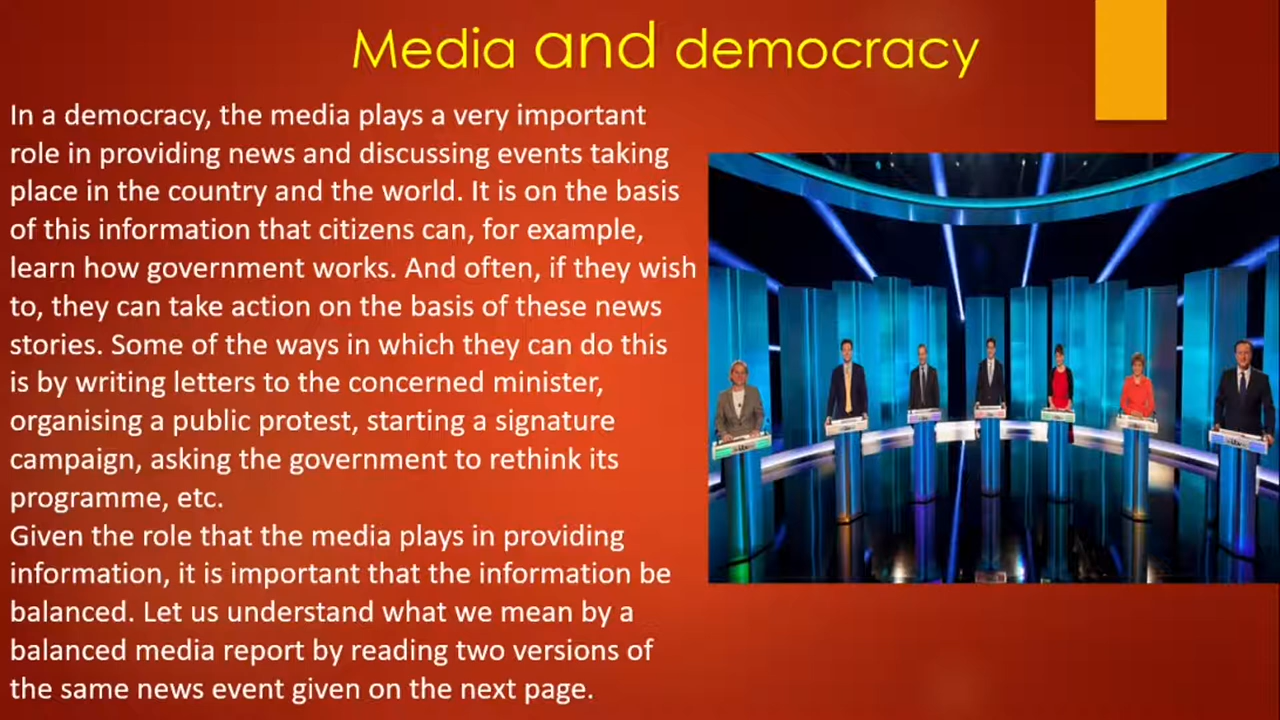 Media and democracy
In a democracy, the media plays a very important
role in providing news and discussing events taking
place in the country and the world. It is on the basis
of this information that citizens can, for example,
learn how government works. And often, if they wish
to, they can take action on the basis of these news
stories. Some of the ways in which they can do this
is by writing letters to the concerned minister,
organising a public protest, starting a signature
campaign, asking the government to rethink its
programme, etc.
Given the role that the media plays in providing
information, it is important that the information be
balanced. Let us understand what we mean by a
balanced media report by reading two versions of
the same news event given on the next page.